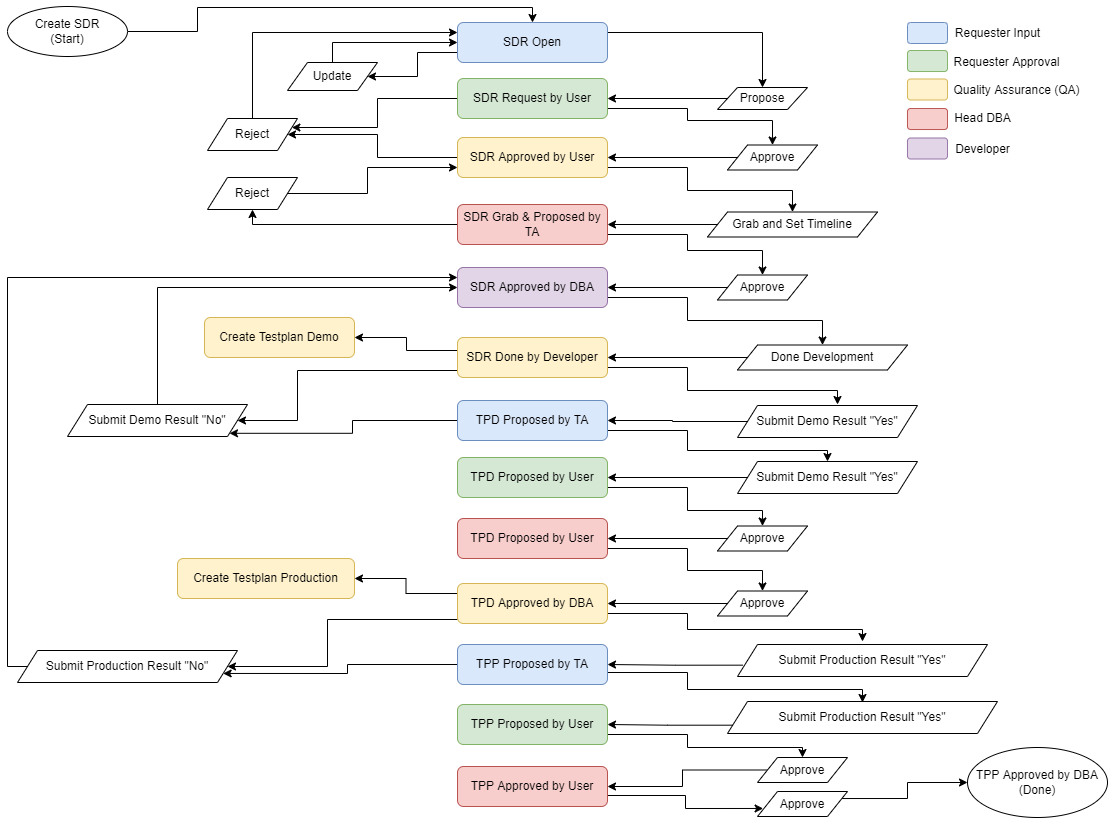 Create SDR
(Start)
SDR Open
Requester Input
Update
Requester Approval
SDR Request by User
Propose
Quality Assurance (QA)
Head DBA
Reject
SDR Approved by User
Approve
Developer
Reject
SDR Grab & Proposed by
TA
Grab and Set Timeline
SDR Approved by DBA
Approve
Create Testplan Demo
SDR Done by Developer
Done Development
Submit Demo Result "No"
TPD Proposed by TA
Submit Demo Result "Yes"
TPD Proposed by User
Submit Demo Result "Yes"
TPD Proposed by User
Approve
Create Testplan Production
TPD Approved by DBA
Approve
Submit Production Result "No"
TPP Proposed by TA
Submit Production Result "Yes"
TPP Proposed by User
Submit Production Result "Yes"
Approve
TPP Approved by User
Approve
TPP Approved by DBA
(Done)